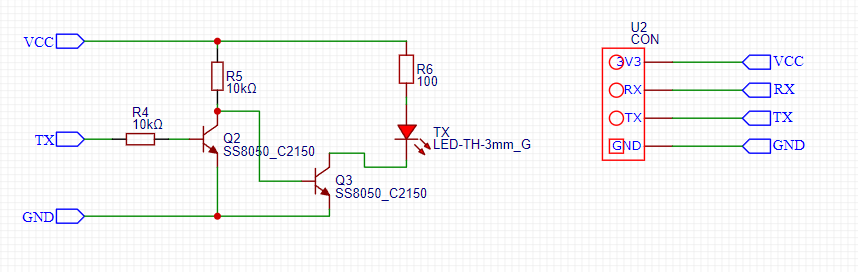 VCC
R5
10kΩ
R6
100
R4
10kΩ
TX
Q2
SS8050_C2150
TX
LED-TH-3mm_G
Q3
SS8050_C2150
GND
U2
CON
3V3
VCC
RX
RX
TX
TX
GND
GND